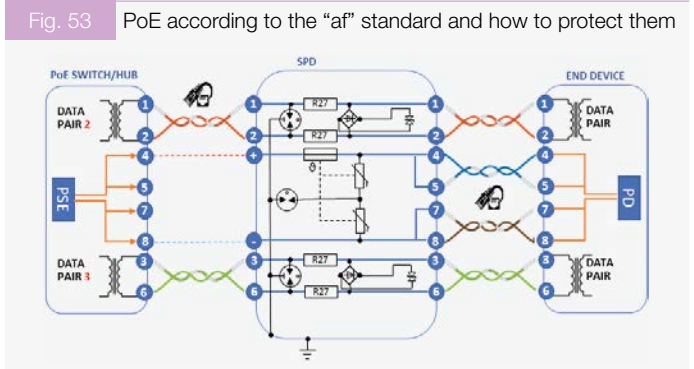 Fig. 53 PoE according to the “af” standard and how to protect them
PoE SWITCH/HUB
SPD
END DEVICE
1 1 R27 1 1
DATA DATA
PAIR 2 PAIR
2 2 R27 2 2
4 + ϑ 4 4
5 5 5
PSE PD
7 7 7
8 - 8 8
3 3 R27 3 3
DATA DATA
PAIR 3 PAIR
6 6 R27 6 6